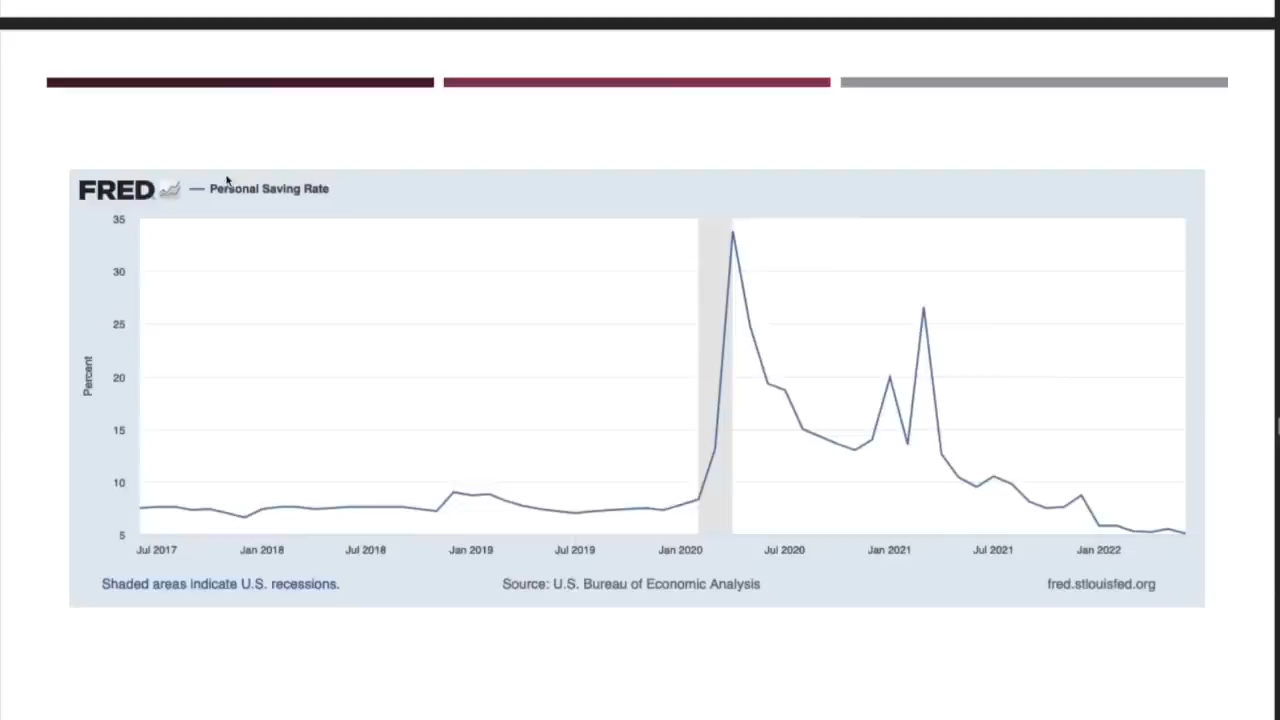 FRED — Personal Saving Rate
35
30
25
20
15
10
5
Percent
Jul 2017 Jan 2018 Jul 2018 Jan 2019 Jul 2019 Jan 2020 Jul 2020 Jan 2021 Jul 2021 Jan 2022
Shaded areas indicate U.S. recessions. Source: U.S. Bureau of Economic Analysis fred.stlouisfed.org